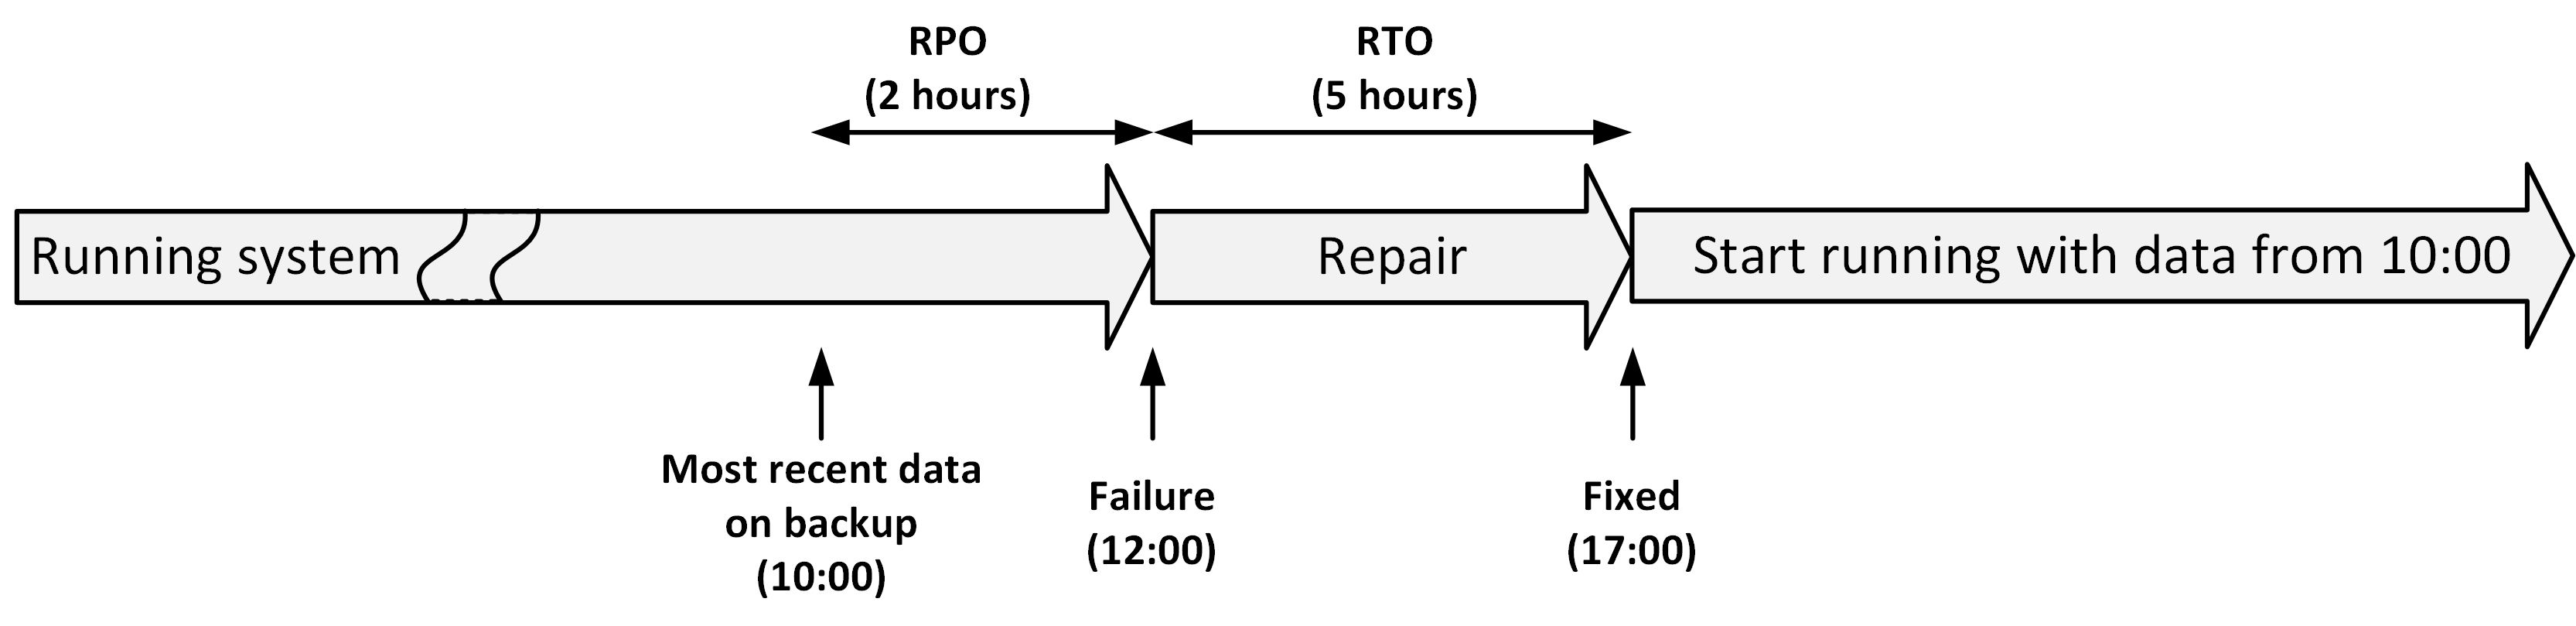 RPO
(2 hours)
RTO
(5 hours)
Running system
Repair
Start running with data from 10:00
Most recent data
on backup
(10:00)
Failure
(12:00)
Fixed
(17:00)